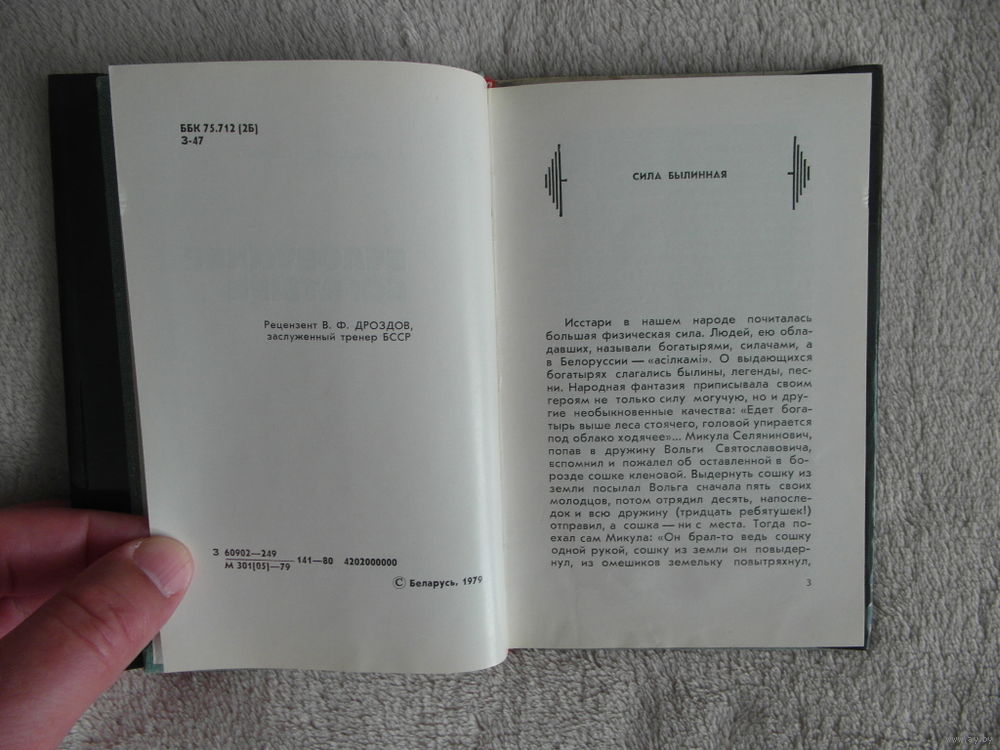 ББК 75.712 (2Б)
З-47
Рецензент В. Ф. ДРОЗДОВ,
заслуженный тренер БССР
З 60902—249
М 301(05)—79
141—80 4202000000
© Беларусь, 1979
СИЛА БЫЛИННАЯ
Исстари в нашем народе почиталась
большая физическая сила. Людей, ею обла-
давших, называли богатырями, силачами, а
в Белоруссии — «асілкамі». О выдающихся
богатырях слагались былины, легенды, пес-
ни. Народная фантазия приписывала своим
героям не только силу могучую, но и дру-
гие необыкновенные качества: «Едет бога-
тырь выше леса стоячего, головой упирается
под облако ходячее»... Микула Селянинович,
попав в дружину Вольги Святославовича,
вспомнил и пожалел об оставленной в бо-
розде сошке кленовой. Выдернуть сошку из
земли посылал Вольга сначала пять своих
молодцов, потом отрядил десять, напосле-
док и всю дружину (тридцать ребятушек!)
отправил, а сошка — ни с места. Тогда по-
ехал сам Микула: «Он брал-то ведь сошку
одной рукой, сошку из земли он повыдер-
нул, из омешиков земельку повытряхнул,
3
www.ay.by